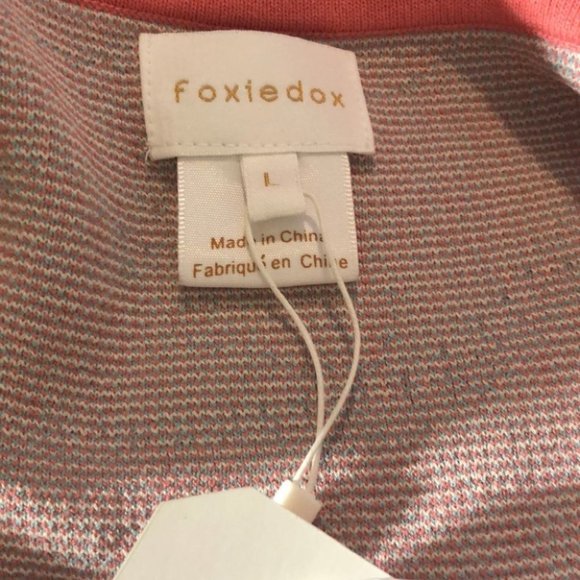 foxiedox
L
Made in China
Fabriqué en Chine